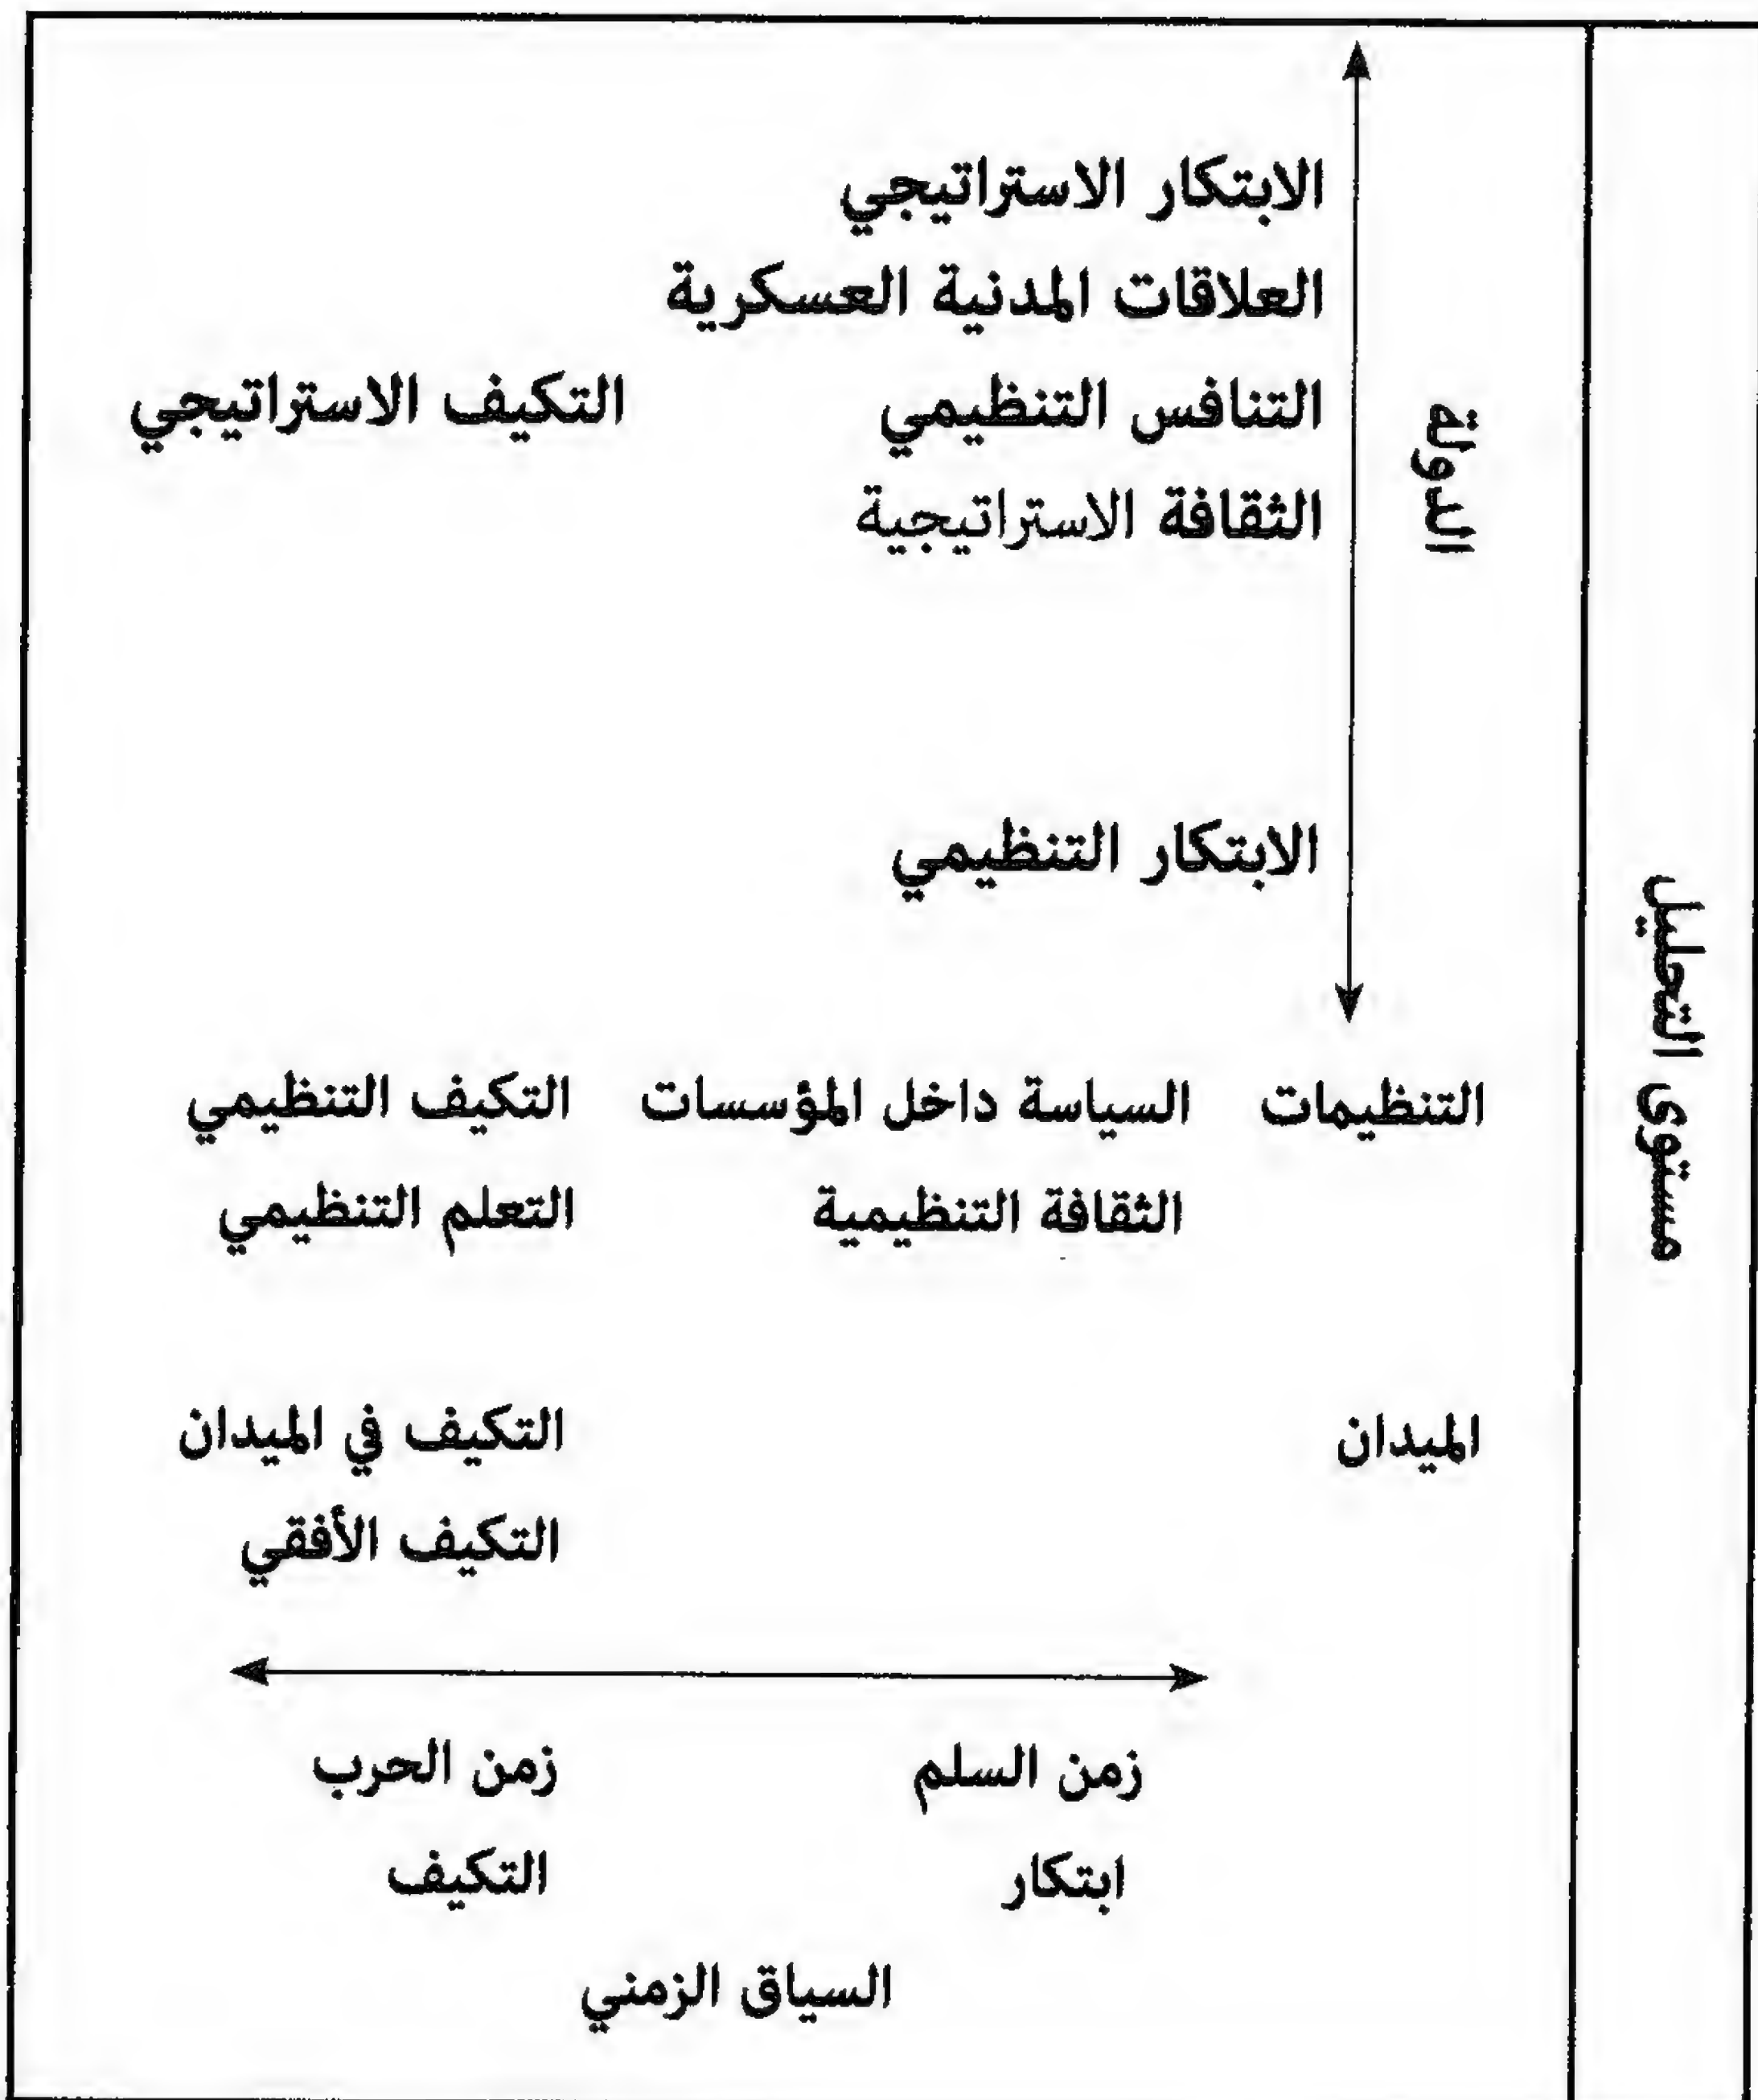 مستوى التحليل
الدولة
الابتكار الاستراتيجي
العلاقات المدنية العسكرية
التنافس التنظيمي التكيف الاستراتيجي
الثقافة الاستراتيجية
الابتكار التنظيمي
التنظيمات السياسة داخل المؤسسات التكيف التنظيمي
الثقافة التنظيمية التعلم التنظيمي
الميدان التكيف في الميدان
التكيف الأفقي
زمن السلم زمن الحرب
ابتكار التكيف
السياق الزمني